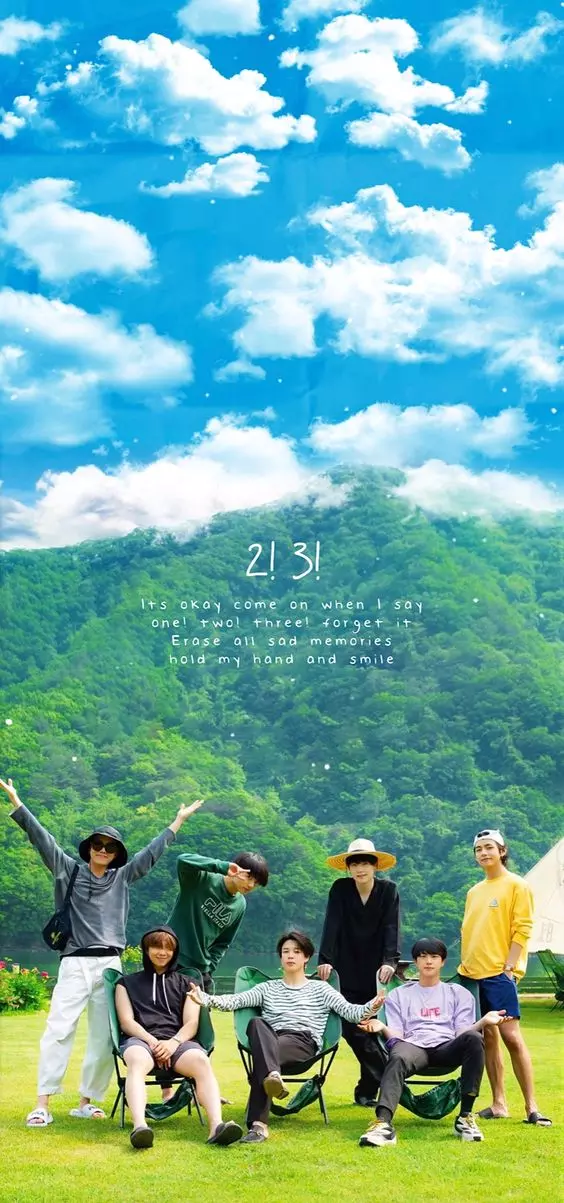 2! 3!
Its okay come on when I say
one! two! three! forget it
Erase all sad memories
hold my hand and smile
FILA